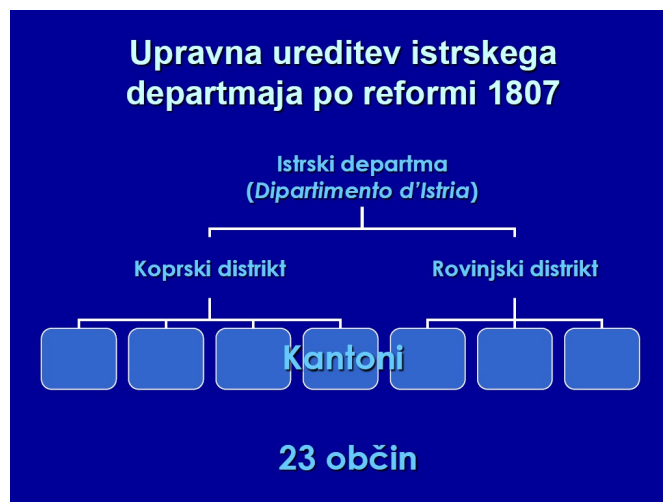 Upravna ureditev istrskega
departmaja po reformi 1807
Istrski departma
(Dipartimento d'Istria)
Koprski distrikt
Rovinjski distrikt
Kantoni
23 občin